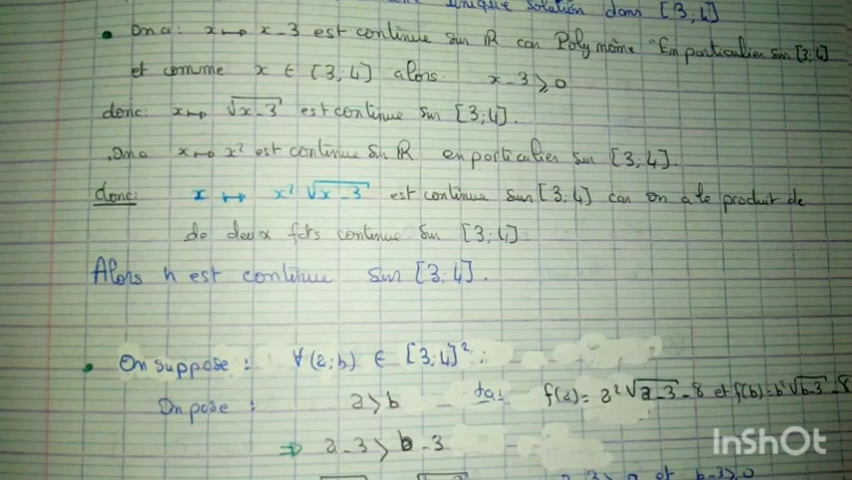 unique solution dans [3;4]
• on a: x ↦ x-3 est continue sur ℝ car Polynôme "En particulier sur [3;4]
et comme x ∈ [3;4] alors x-3 ⩾ 0
donc: x ↦ √(x-3) est continue sur [3;4].
on a x ↦ x² est continue sur ℝ en particulier sur [3;4].
donc: x ↦ x²√(x-3) est continue sur [3;4] car on a le produit de
de deux fcts continue sur [3;4].
Alors h est continue sur [3;4].
• On suppose: ∀(a;b) ∈ [3;4]²:
On pose: a>b f(a)= a²√(a-3)-8 et f(b)=b²√(b-3)-8
⇒ a-3 > b-3
et b-3⩾0
InShOt